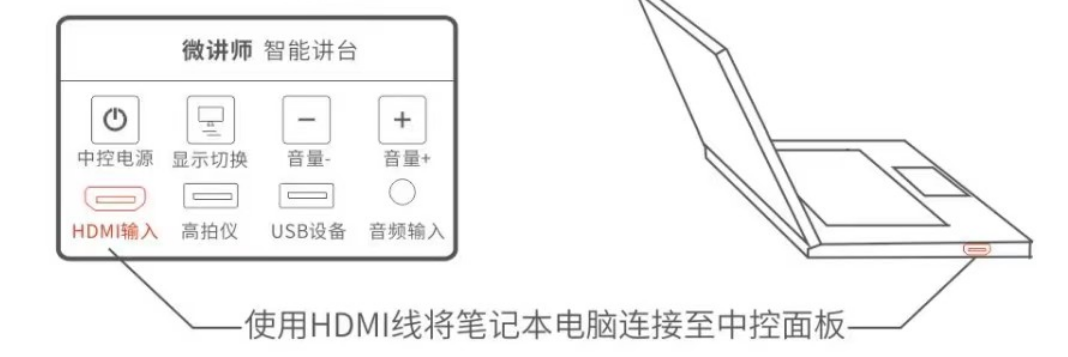 微讲师 智能讲台
中控电源 显示切换 音量- 音量+
HDMI输入 高拍仪 USB设备 音频输入
使用HDMI线将笔记本电脑连接至中控面板